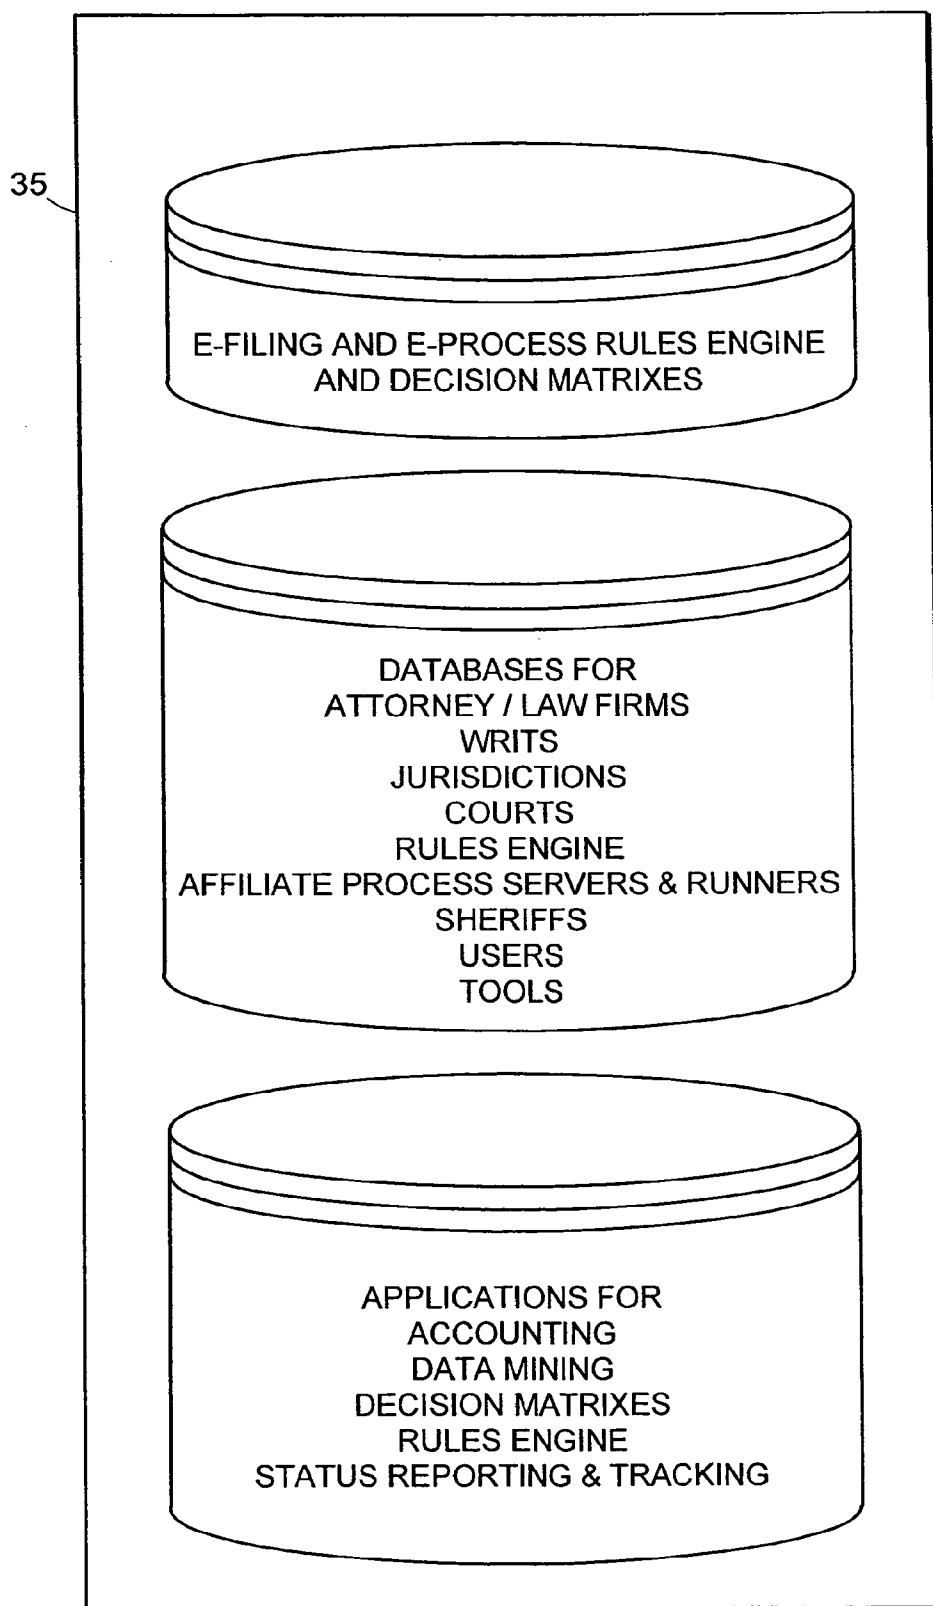 35
E-FILING AND E-PROCESS RULES ENGINE
AND DECISION MATRIXES
DATABASES FOR
ATTORNEY / LAW FIRMS
WRITS
JURISDICTIONS
COURTS
RULES ENGINE
AFFILIATE PROCESS SERVERS & RUNNERS
SHERIFFS
USERS
TOOLS
APPLICATIONS FOR
ACCOUNTING
DATA MINING
DECISION MATRIXES
RULES ENGINE
STATUS REPORTING & TRACKING